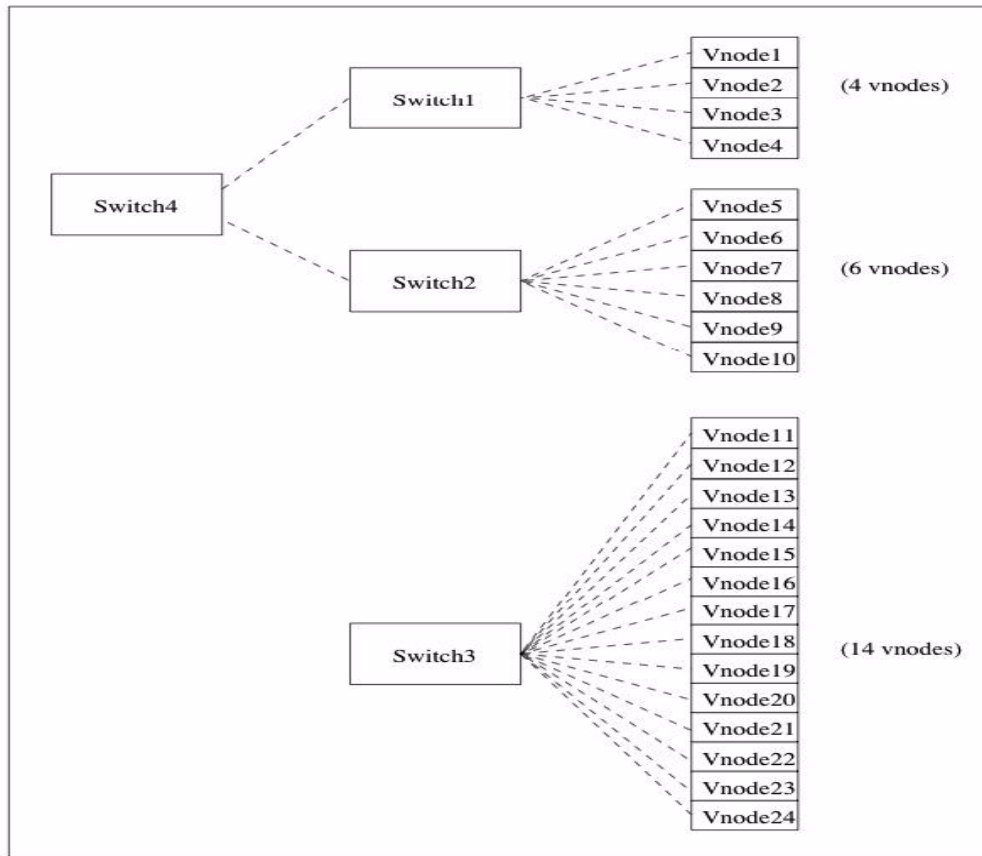 Switch4
Switch1
Vnode1
Vnode2
Vnode3
Vnode4
(4 vnodes)
Switch2
Vnode5
Vnode6
Vnode7
Vnode8
Vnode9
Vnode10
(6 vnodes)
Switch3
Vnode11
Vnode12
Vnode13
Vnode14
Vnode15
Vnode16
Vnode17
Vnode18
Vnode19
Vnode20
Vnode21
Vnode22
Vnode23
Vnode24
(14 vnodes)